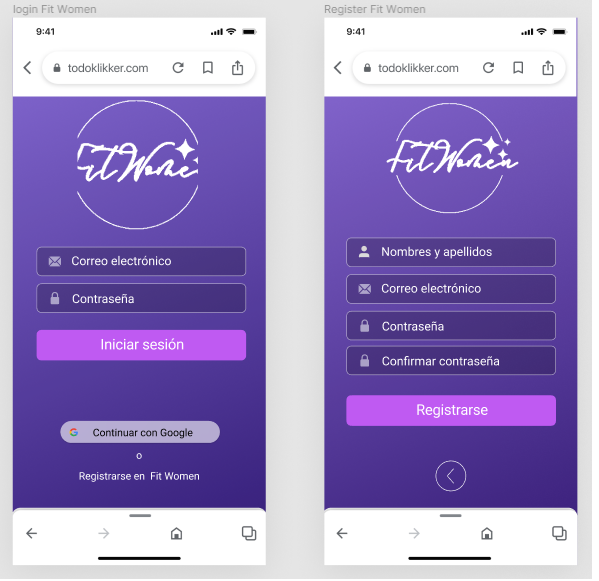 login Fit Women
9:41
todoklikker.com
Fit Wome
Correo electrónico
Contraseña
Iniciar sesión
Continuar con Google
o
Registrarse en Fit Women
Register Fit Women
9:41
todoklikker.com
Fit Women
Nombres y apellidos
Correo electrónico
Contraseña
Confirmar contraseña
Registrarse